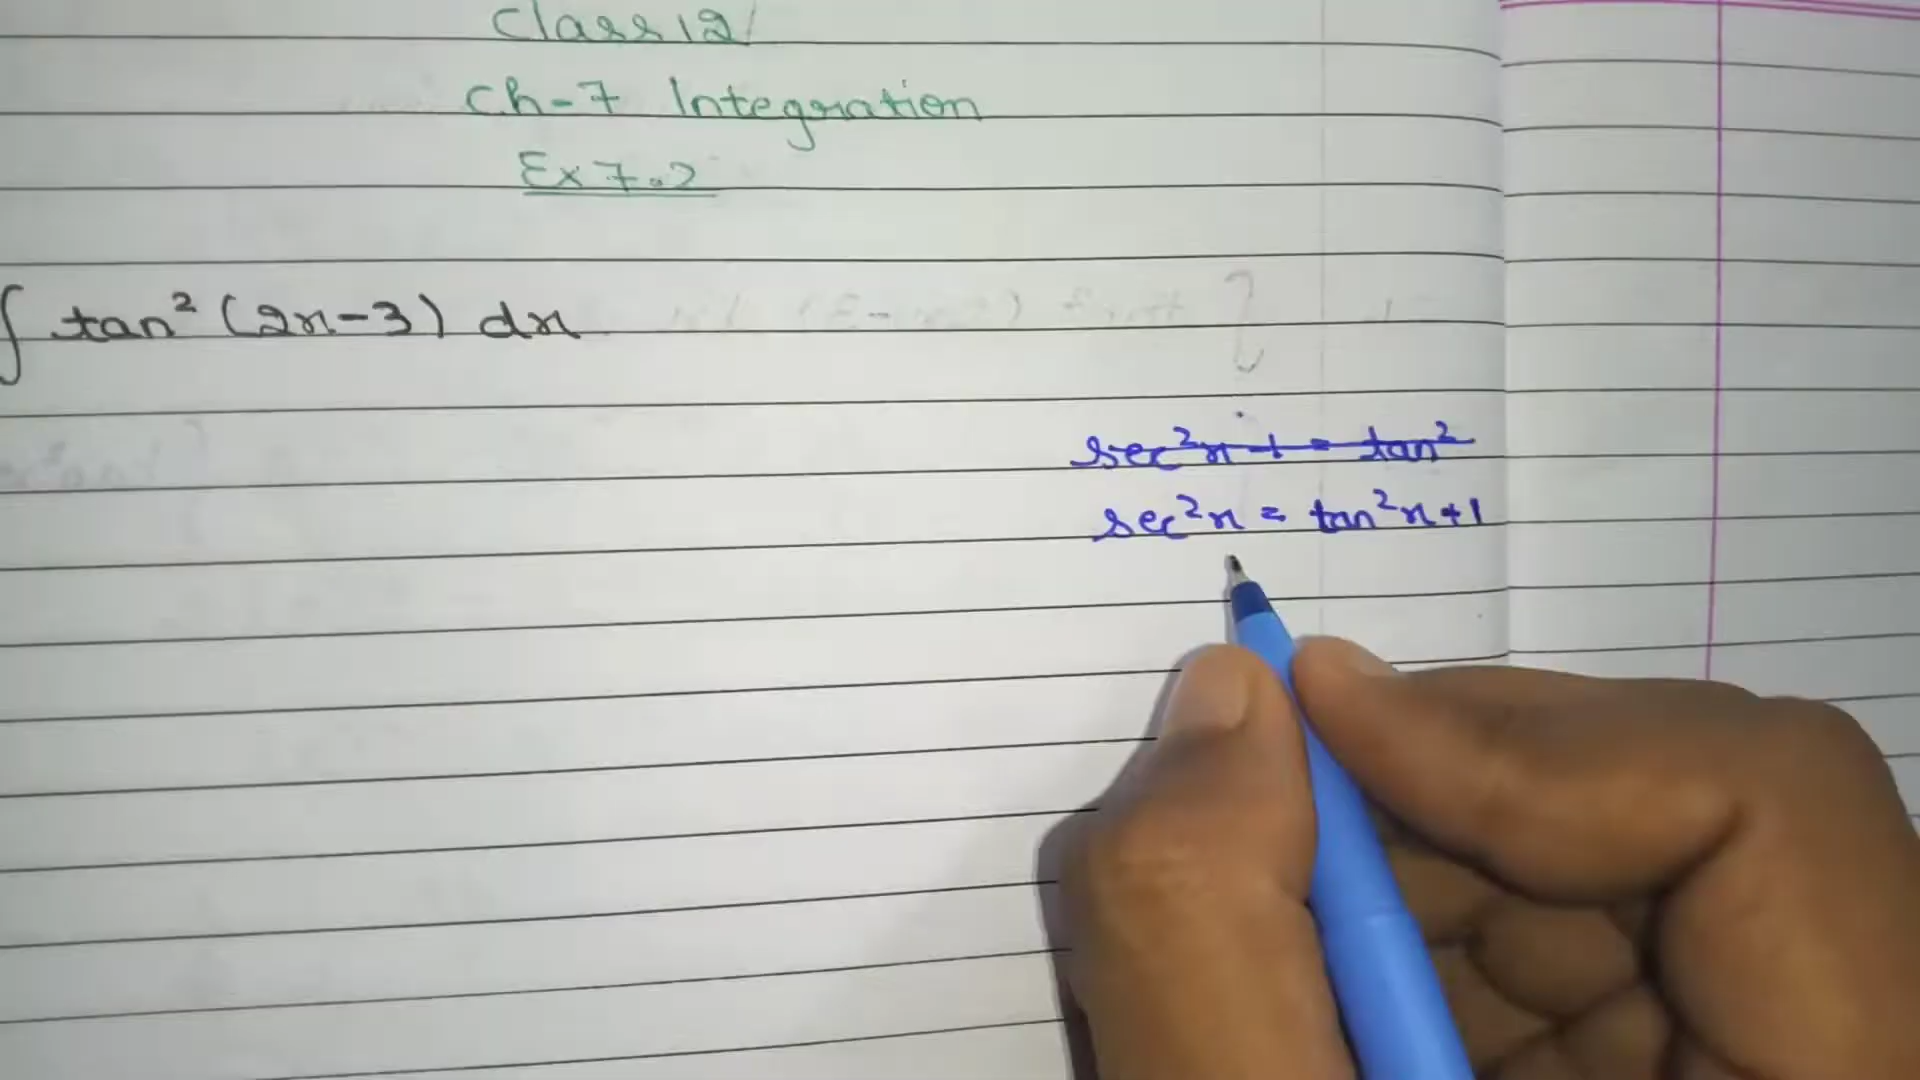 Class 12
Ch-7 Integration
Ex 7.2
∫ tan² (2x-3) dx
sec²x - 1 = tan²
sec²x = tan²x+1